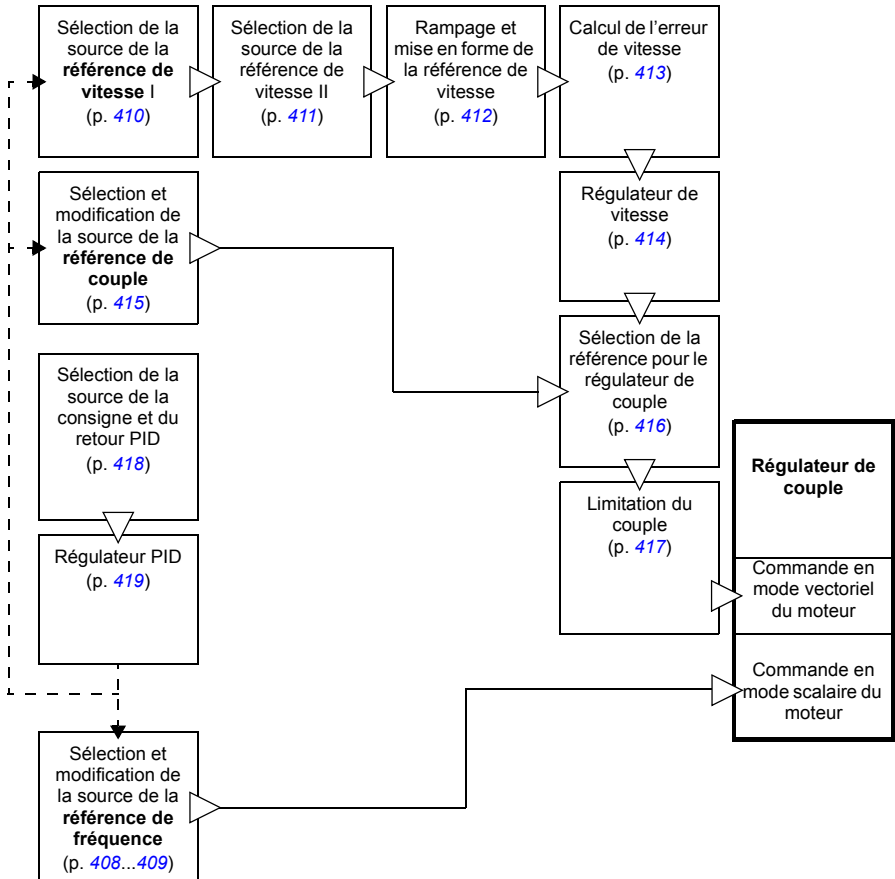 Sélection de la
source de la
référence de
vitesse I
(p. 410)
Sélection de la
source de la
référence de
vitesse II
(p. 411)
Rampage et
mise en forme de
la référence de
vitesse
(p. 412)
Calcul de l’erreur
de vitesse
(p. 413)
Sélection et
modification de
la source de la
référence de
couple
(p. 415)
Régulateur de
vitesse
(p. 414)
Sélection de la
référence pour le
régulateur de
couple
(p. 416)
Sélection de la
source de la
consigne et du
retour PID
(p. 418)
Régulateur de
couple
Limitation du
couple
(p. 417)
Régulateur PID
(p. 419)
Commande en
mode vectoriel
du moteur
Commande en
mode scalaire du
moteur
Sélection et
modification de
la source de la
référence de
fréquence
(p. 408...409)